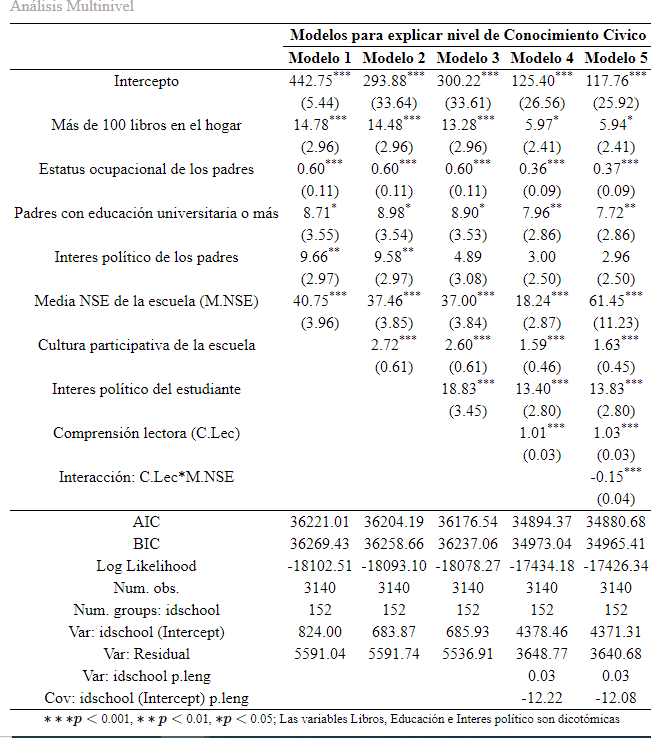 Análisis Multinivel
Modelos para explicar nivel de Conocimiento Civico
Modelo 1 Modelo 2 Modelo 3 Modelo 4 Modelo 5
Intercepto 442.75*** 293.88*** 300.22*** 125.40*** 117.76***
(5.44) (33.64) (33.61) (26.56) (25.92)
Más de 100 libros en el hogar 14.78*** 14.48*** 13.28*** 5.97* 5.94*
(2.96) (2.96) (2.96) (2.41) (2.41)
Estatus ocupacional de los padres 0.60*** 0.60*** 0.60*** 0.36*** 0.37***
(0.11) (0.11) (0.11) (0.09) (0.09)
Padres con educación universitaria o más 8.71* 8.98* 8.90* 7.96** 7.72**
(3.55) (3.54) (3.53) (2.86) (2.86)
Interes político de los padres 9.66** 9.58** 4.89 3.00 2.96
(2.97) (2.97) (3.08) (2.50) (2.50)
Media NSE de la escuela (M.NSE) 40.75*** 37.46*** 37.00*** 18.24*** 61.45***
(3.96) (3.85) (3.84) (2.87) (11.23)
Cultura participativa de la escuela 2.72*** 2.60*** 1.59*** 1.63***
(0.61) (0.61) (0.46) (0.45)
Interes político del estudiante 18.83*** 13.40*** 13.83***
(3.45) (2.80) (2.80)
Comprensión lectora (C.Lec) 1.01*** 1.03***
(0.03) (0.03)
Interacción: C.Lec*M.NSE -0.15***
(0.04)
AIC 36221.01 36204.19 36176.54 34894.37 34880.68
BIC 36269.43 36258.66 36237.06 34973.04 34965.41
Log Likelihood -18102.51 -18093.10 -18078.27 -17434.18 -17426.34
Num. obs. 3140 3140 3140 3140 3140
Num. groups: idschool 152 152 152 152 152
Var: idschool (Intercept) 824.00 683.87 685.93 4378.46 4371.31
Var: Residual 5591.04 5591.74 5536.91 3648.77 3640.68
Var: idschool p.leng 0.03 0.03
Cov: idschool (Intercept) p.leng -12.22 -12.08
∗∗∗p < 0.001, ∗∗p < 0.01, ∗p < 0.05; Las variables Libros, Educación e Interes político son dicotómicas